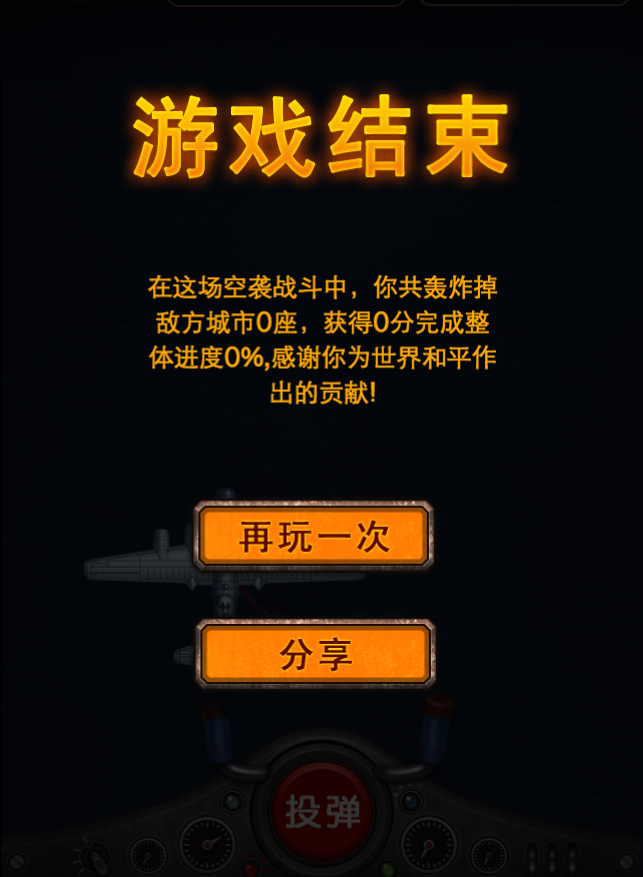 游戏结束
在这场空袭战斗中，你共轰炸掉
敌方城市0座，获得0分完成整
体进度0%,感谢你为世界和平作
出的贡献!
再玩一次
分享
投弹